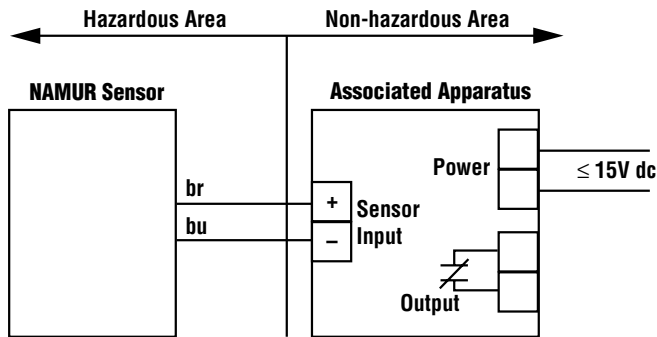 Hazardous Area
Non-hazardous Area
NAMUR Sensor
Associated Apparatus
Power
≤ 15V dc
br
+
Sensor
bu
–
Input
Output